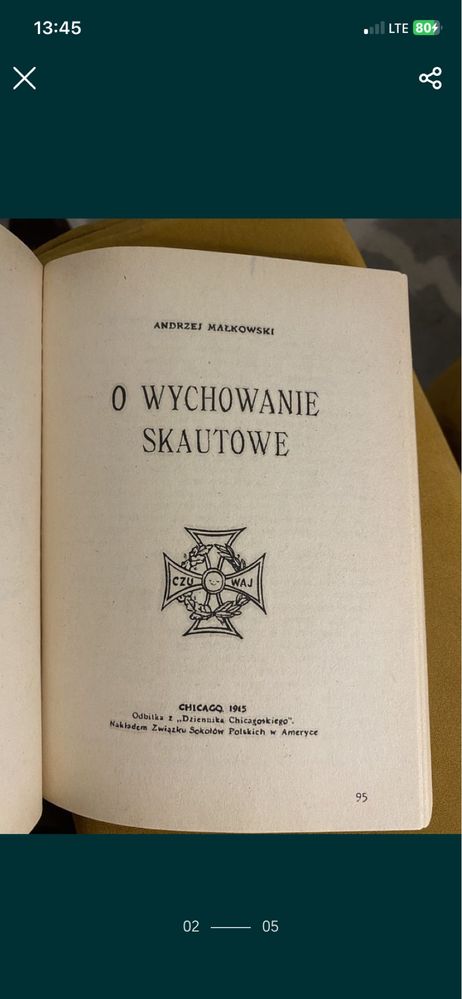 13:45
LTE 80
ANDRZEJ MAŁKOWSKI
O WYCHOWANIE
SKAUTOWE
CZU WAJ
CHICAGO, 1915
Odbitka z „Dziennika Chicagoskiego".
Nakładem Związku Sokołów Polskich w Ameryce
95
02 05